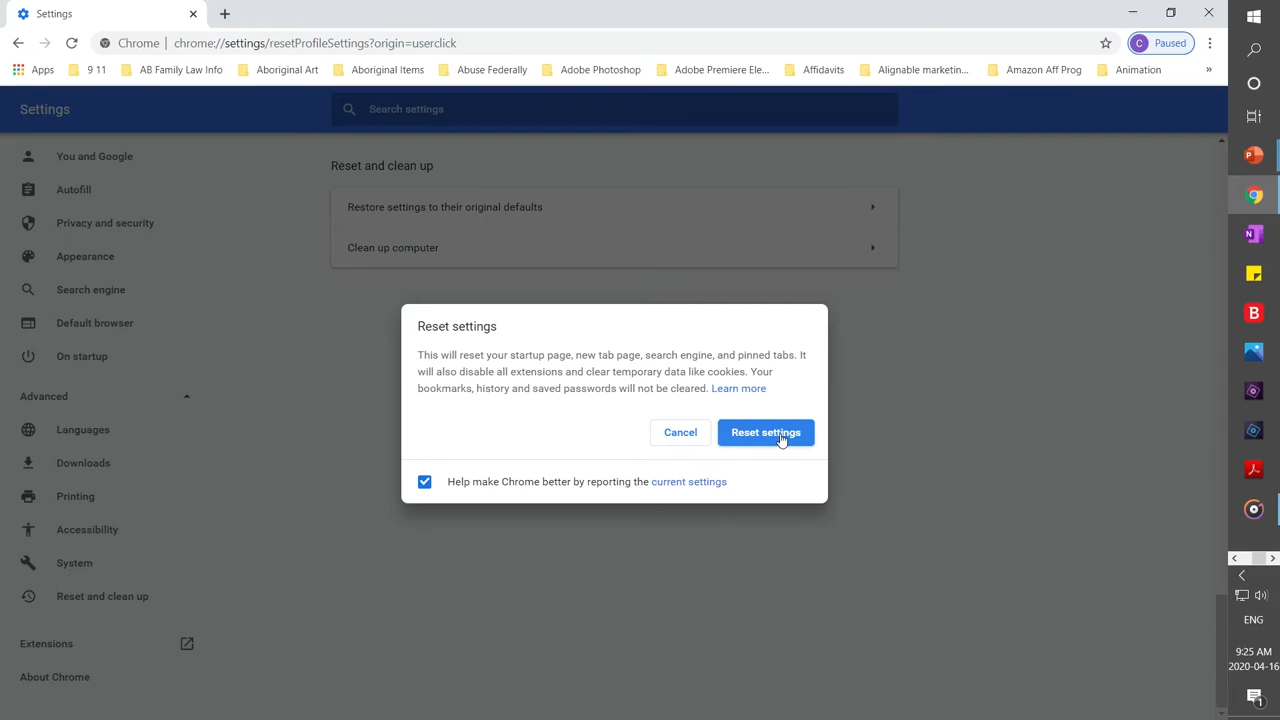 Settings
Chrome | chrome://settings/resetProfileSettings?origin=userclick
C Paused
Apps 9 11 AB Family Law Info Aboriginal Art Aboriginal Items Abuse Federally Adobe Photoshop Adobe Premiere Ele... Affidavits Alignable marketin... Amazon Aff Prog Animation »
Settings
Search settings
You and Google
Autofill
Privacy and security
Appearance
Search engine
Default browser
On startup
Advanced
Languages
Downloads
Printing
Accessibility
System
Reset and clean up
Extensions
About Chrome
Reset and clean up
Restore settings to their original defaults
Clean up computer
Reset settings
This will reset your startup page, new tab page, search engine, and pinned tabs. It
will also disable all extensions and clear temporary data like cookies. Your
bookmarks, history and saved passwords will not be cleared. Learn more
Cancel
Reset settings
Help make Chrome better by reporting the current settings
P
N
B
ENG
9:25 AM
2020-04-16
1